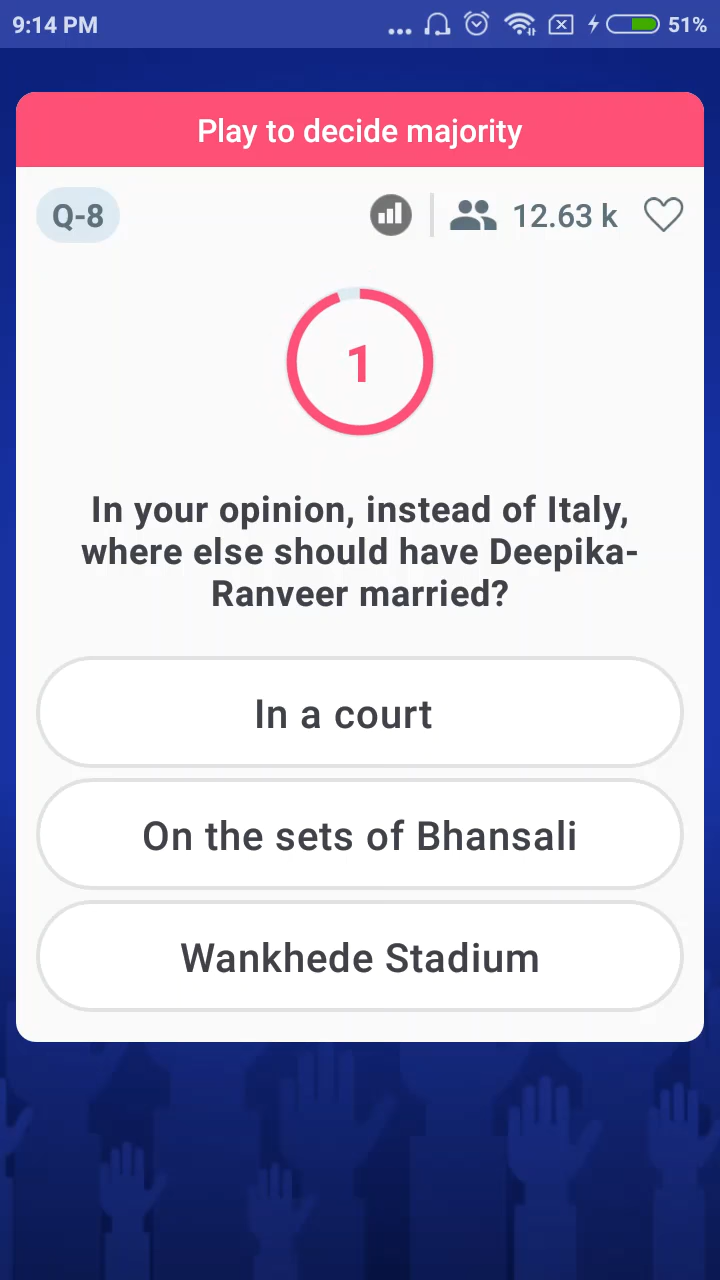 9:14 PM
51%
Play to decide majority
Q-8
12.63 k
1
In your opinion, instead of Italy,
where else should have Deepika-
Ranveer married?
In a court
On the sets of Bhansali
Wankhede Stadium